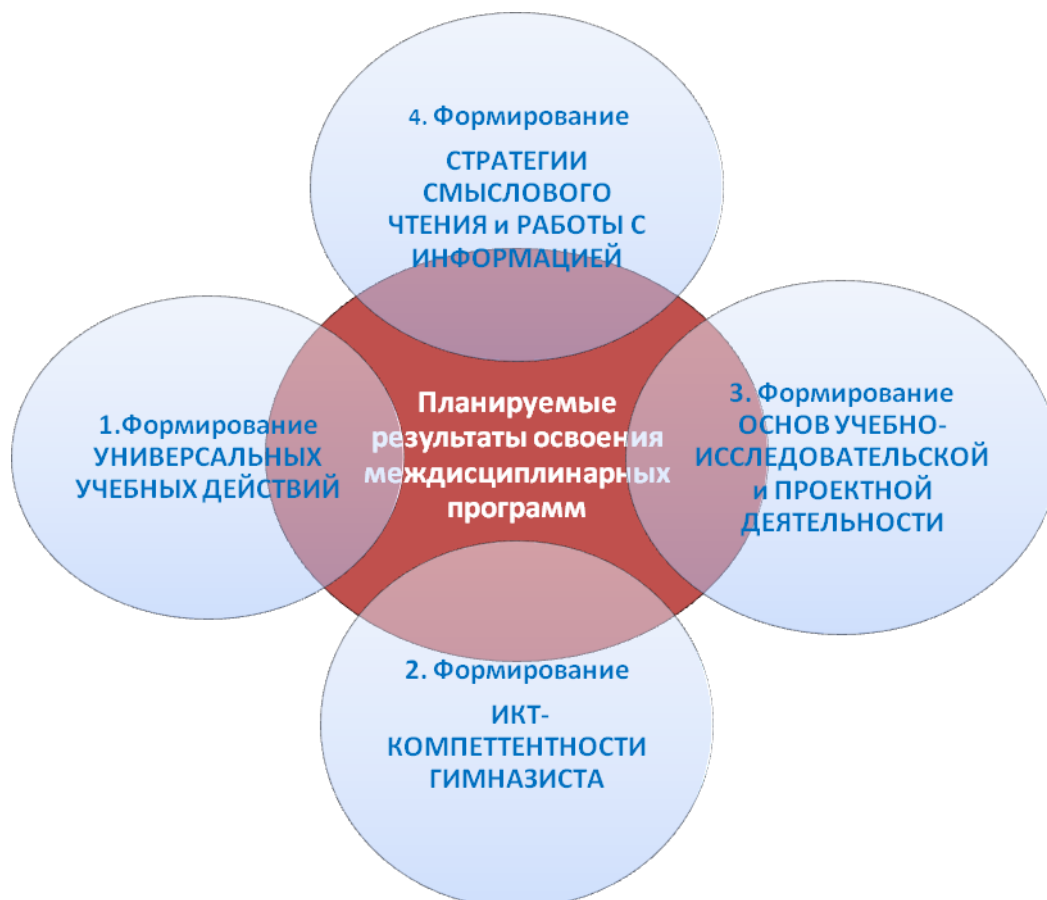 4. Формирование
СТРАТЕГИИ
СМЫСЛОВОГО
ЧТЕНИЯ и РАБОТЫ С
ИНФОРМАЦИЕЙ
1.Формирование
УНИВЕРСАЛЬНЫХ
УЧЕБНЫХ ДЕЙСТВИЙ
Планируемые
результаты освоения
междисциплинарных
программ
3. Формирование
ОСНОВ УЧЕБНО-
ИССЛЕДОВАТЕЛЬСКОЙ
и ПРОЕКТНОЙ
ДЕЯТЕЛЬНОСТИ
2. Формирование
ИКТ-
КОМПЕТТЕНТНОСТИ
ГИМНАЗИСТА